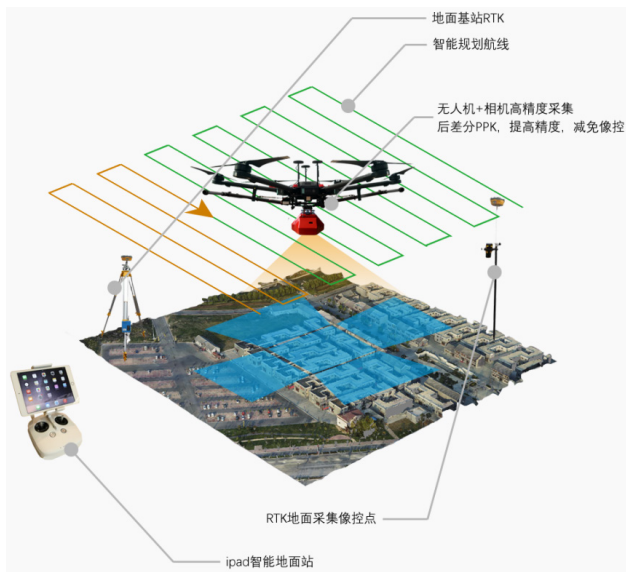 地面基站RTK
智能规划航线
无人机+相机高精度采集
后差分PPK，提高精度，减免像控
RTK地面采集像控点
ipad智能地面站